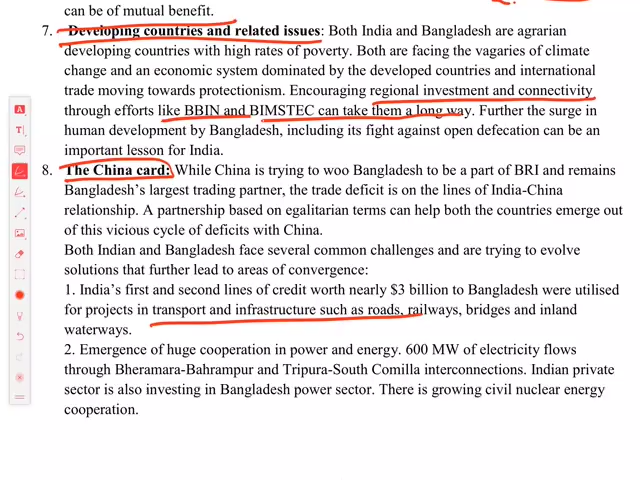 can be of mutual benefit.
7. Developing countries and related issues: Both India and Bangladesh are agrarian
developing countries with high rates of poverty. Both are facing the vagaries of climate
change and an economic system dominated by the developed countries and international
trade moving towards protectionism. Encouraging regional investment and connectivity
through efforts like BBIN and BIMSTEC can take them a long way. Further the surge in
human development by Bangladesh, including its fight against open defecation can be an
important lesson for India.
8. The China card: While China is trying to woo Bangladesh to be a part of BRI and remains
Bangladesh’s largest trading partner, the trade deficit is on the lines of India-China
relationship. A partnership based on egalitarian terms can help both the countries emerge out
of this vicious cycle of deficits with China.
Both Indian and Bangladesh face several common challenges and are trying to evolve
solutions that further lead to areas of convergence:
1. India’s first and second lines of credit worth nearly $3 billion to Bangladesh were utilised
for projects in transport and infrastructure such as roads, railways, bridges and inland
waterways.
2. Emergence of huge cooperation in power and energy. 600 MW of electricity flows
through Bheramara-Bahrampur and Tripura-South Comilla interconnections. Indian private
sector is also investing in Bangladesh power sector. There is growing civil nuclear energy
cooperation.